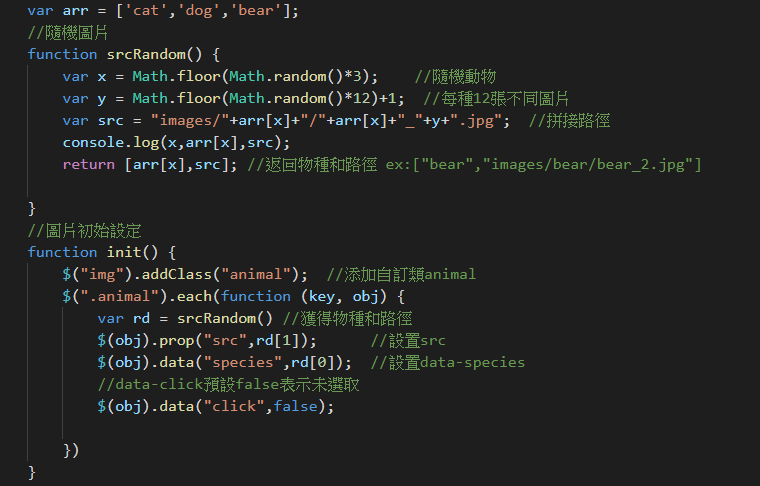 var arr = ['cat','dog','bear'];
//隨機圖片
function srcRandom() {
    var x = Math.floor(Math.random()*3);    //隨機動物
    var y = Math.floor(Math.random()*12)+1;  //每種12張不同圖片
    var src = "images/"+arr[x]+"/"+arr[x]+"_"+y+".jpg";  //拼接路徑
    console.log(x,arr[x],src);
    return [arr[x],src]; //返回物種和路徑 ex:["bear","images/bear/bear_2.jpg"]
}
//圖片初始設定
function init() {
    $("img").addClass("animal");  //添加自訂類animal
    $(".animal").each(function (key, obj) {
        var rd = srcRandom() //獲得物種和路徑
        $(obj).prop("src",rd[1]);      //設置src
        $(obj).data("species",rd[0]);  //設置data-species
        //data-click預設false表示未選取
        $(obj).data("click",false);
    })
}